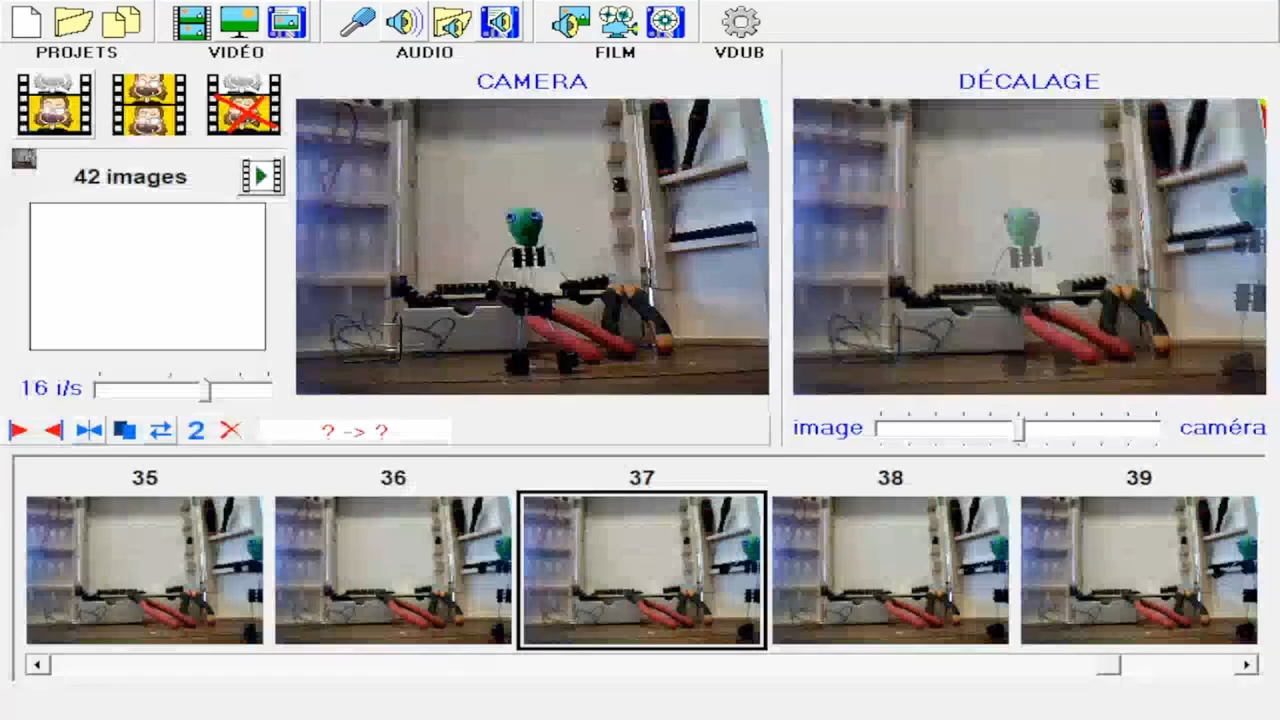 PROJETS VIDÉO AUDIO FILM VDUB
CAMERA
DÉCALAGE
42 images
16 i/s
2
? -> ?
image
caméra
35 36 37 38 39